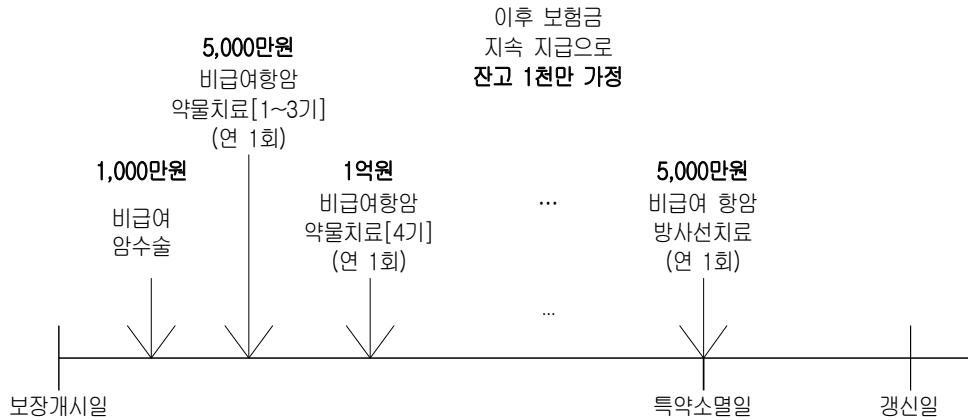 이후 보험금
지속 지급으로
잔고 1천만 가정
5,000만원
비급여항암
약물치료[1~3기]
(연 1회)
1,000만원
비급여
암수술
1억원
비급여항암
약물치료[4기]
(연 1회)
...
...
5,000만원
비급여 항암
방사선치료
(연 1회)
보장개시일
특약소멸일
갱신일